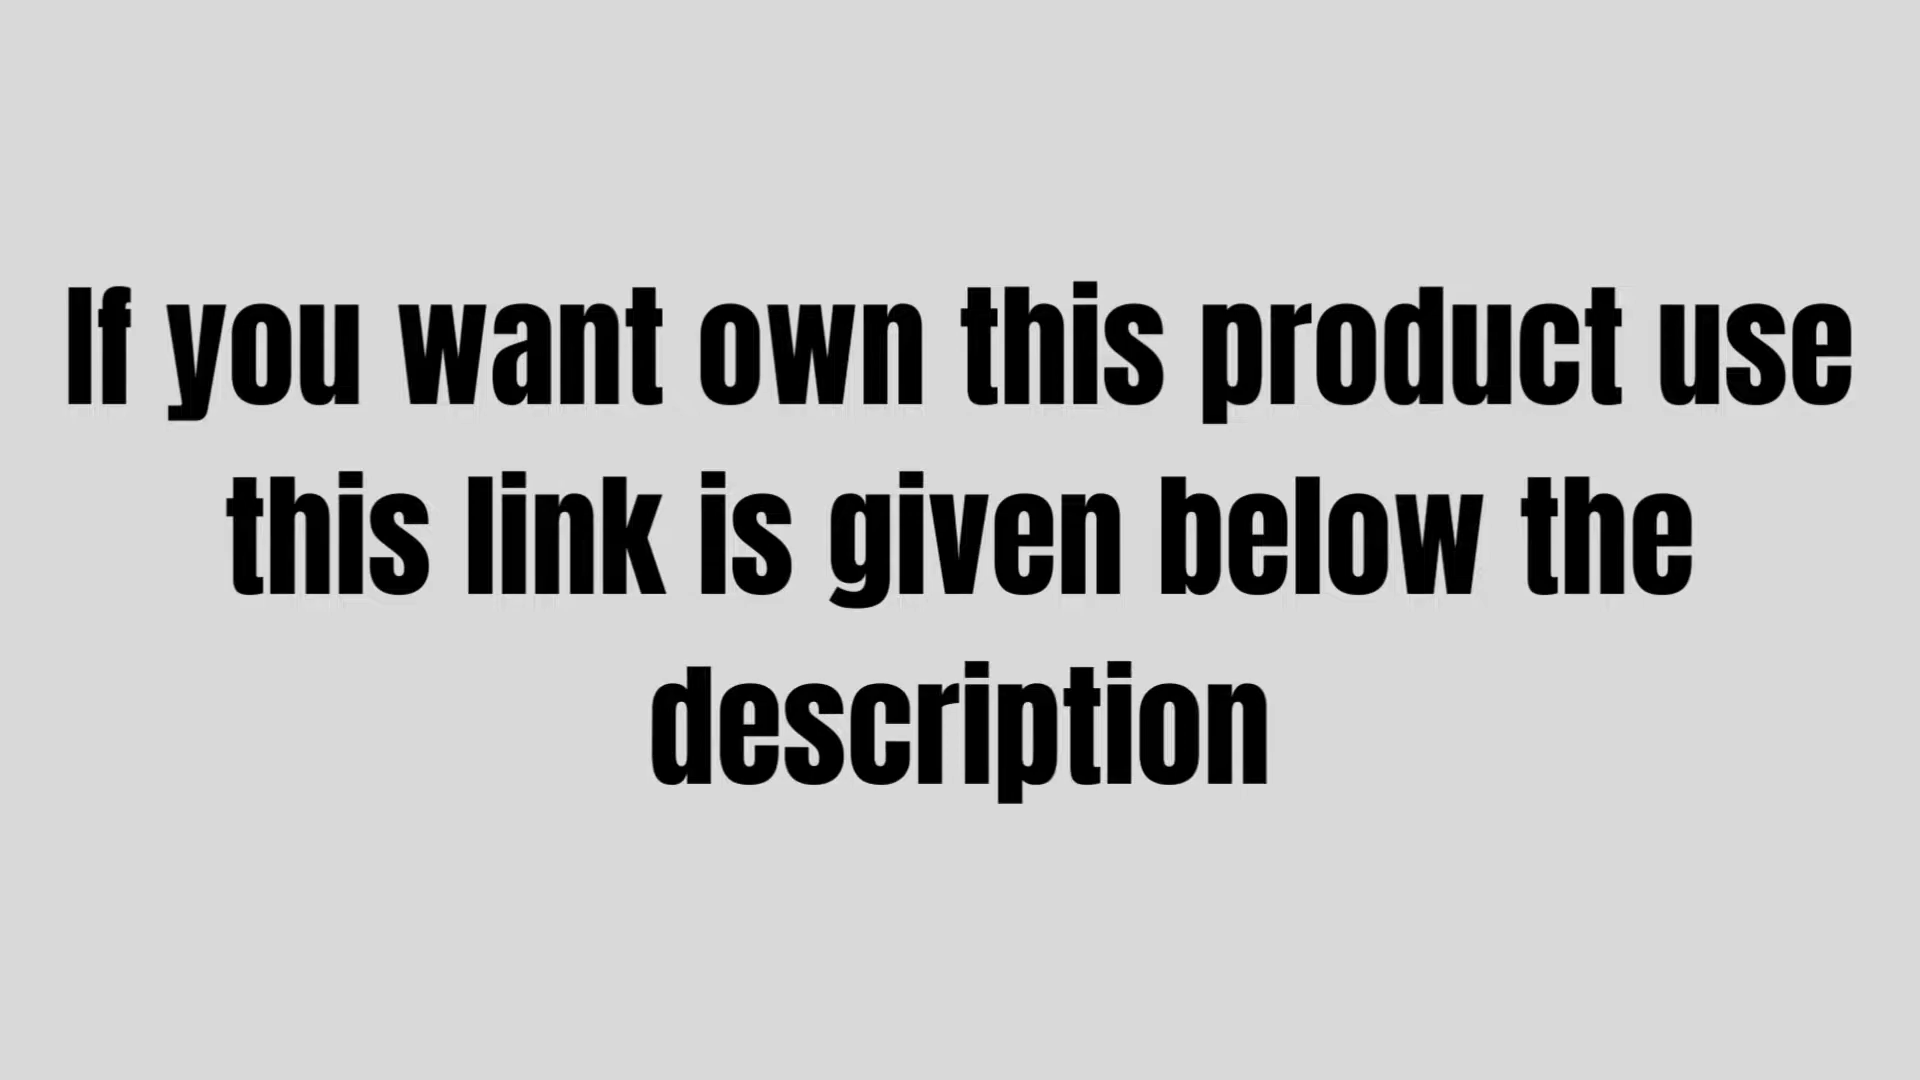 If you want own this product use
this link is given below the
description